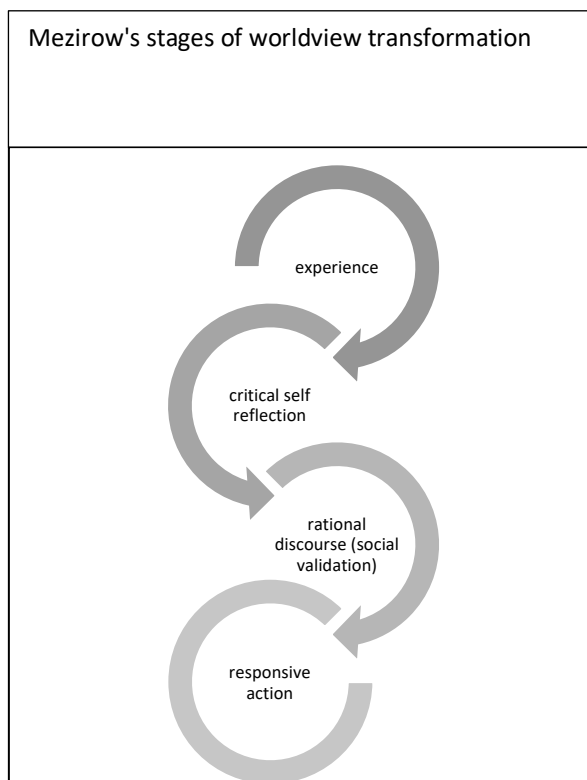 Mezirow's stages of worldview transformation
experience
critical self
reflection
rational
discourse (social
validation)
responsive
action